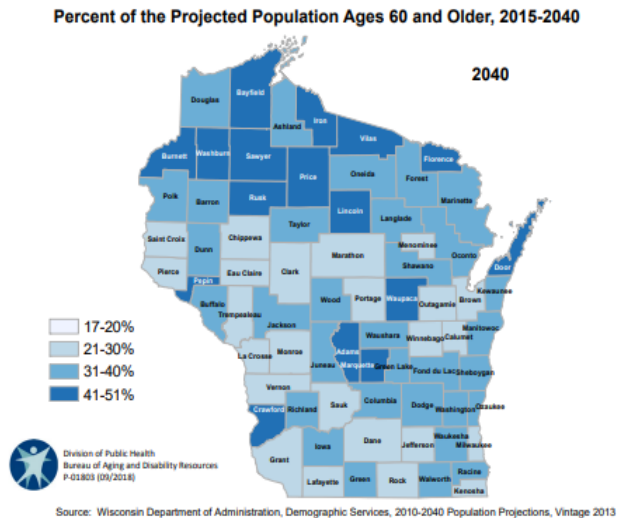 Percent of the Projected Population Ages 60 and Older, 2015-2040
2040
Bayfield
Douglas
Iron
Ashland
Vilas
Burnett
Washburn
Sawyer
Florence
Price
Oneida
Forest
Polk
Barron
Rusk
Marinette
Lincoln
Langlade
Taylor
Saint Croix
Chippewa
Dunn
Menominee
Marathon
Oconto
Pierce
Eau Claire
Clark
Shawano
Door
Pepin
Buffalo
Wood
Portage
Waupaca
Outagamie
Brown
Kewaunee
Trempealeau
Jackson
17-20%
21-30%
31-40%
41-51%
Waushara
Winnebago
Calumet
Manitowoc
La Crosse
Monroe
Adams
Juneau
Marquette
Green Lake
Fond du Lac
Sheboygan
Vernon
Crawford
Richland
Sauk
Columbia
Dodge
Washington
Ozaukee
Iowa
Dane
Jefferson
Waukesha
Milwaukee
Grant
Lafayette
Green
Rock
Walworth
Racine
Kenosha
Division of Public Health
Bureau of Aging and Disability Resources
P-01803 (09/2018)
Source: Wisconsin Department of Administration, Demographic Services, 2010-2040 Population Projections, Vintage 2013